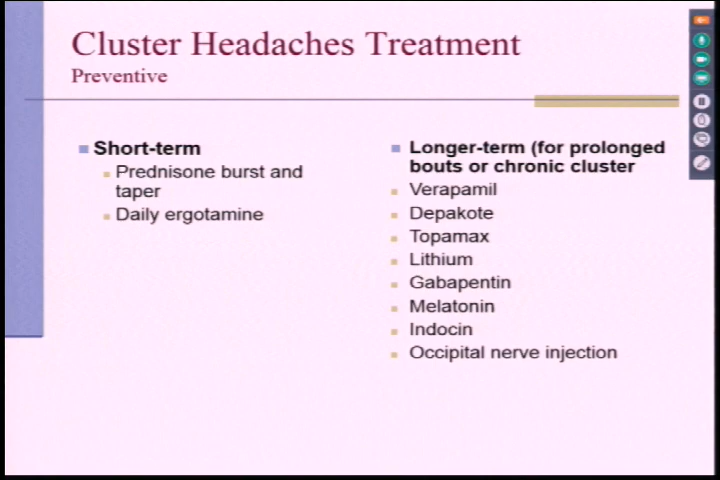 Cluster Headaches Treatment
Preventive
Short-term
Prednisone burst and
taper
Daily ergotamine
Longer-term (for prolonged
bouts or chronic cluster
Verapamil
Depakote
Topamax
Lithium
Gabapentin
Melatonin
Indocin
Occipital nerve injection